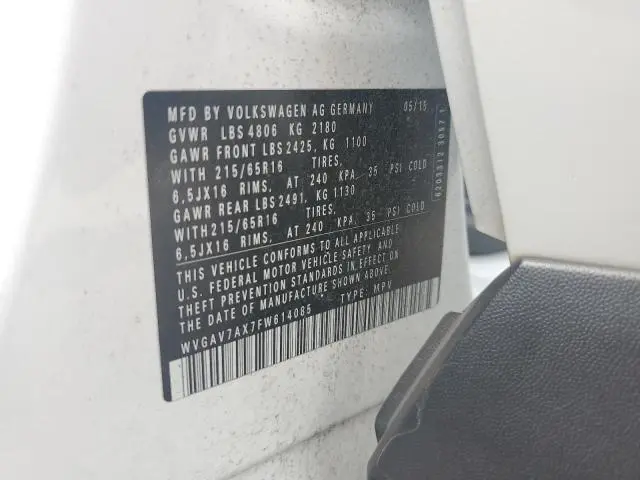 MFD BY VOLKSWAGEN AG GERMANY 05/15
GVWR LBS 4806 KG 2180
GAWR FRONT LBS 2425, KG 1100
WITH 215/65R16 TIRES,
6,5JX16 RIMS, AT 240 KPA, 35 PSI COLD
GAWR REAR LBS 2491, KG 1130
WITH 215/65R16 TIRES,
6,5JX16 RIMS, AT 240 KPA, 35 PSI COLD
THIS VEHICLE CONFORMS TO ALL APPLICABLE
U.S. FEDERAL MOTOR VEHICLE SAFETY AND
THEFT PREVENTION STANDARDS IN EFFECT ON
THE DATE OF MANUFACTURE SHOWN ABOVE.
WVGAV7AX7FW614085 TYPE: MPV